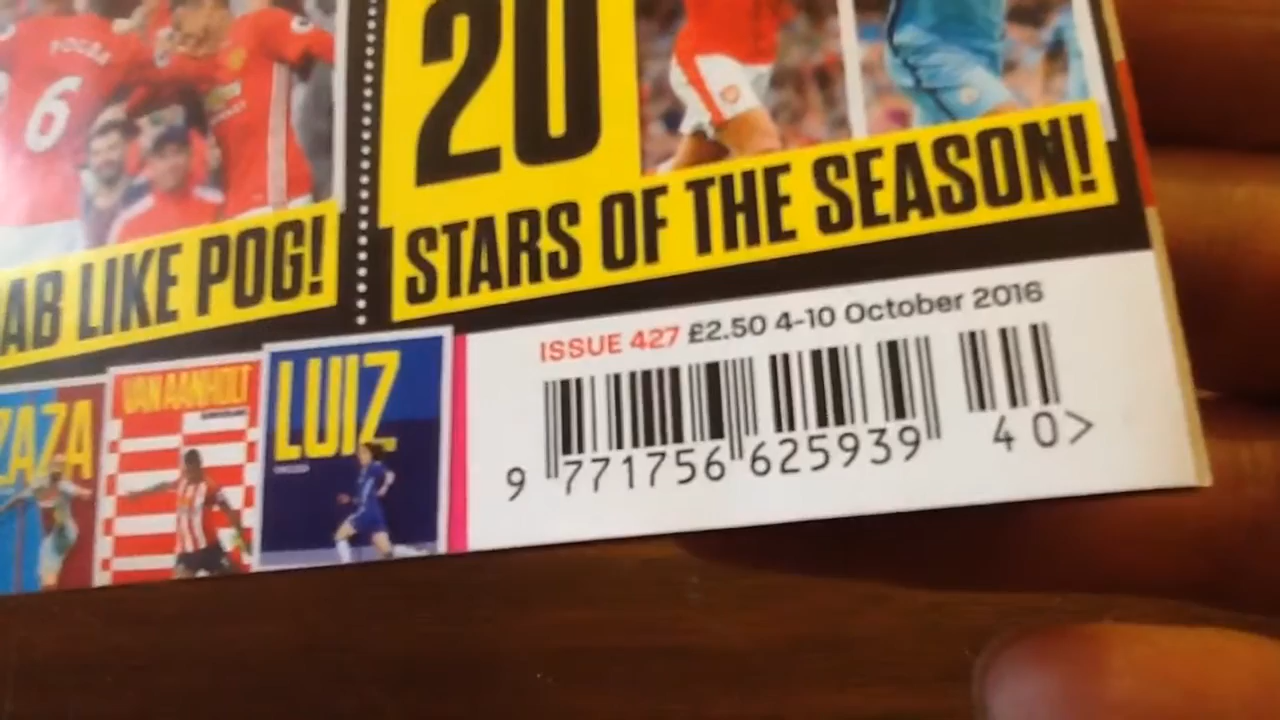 POGBA
6
AB LIKE POG!
20
STARS OF THE SEASON!
ISSUE 427 £2.50 4-10 October 2016
9 771756 625939 40>
ZAZA
VAN AANHOLT
LUIZ